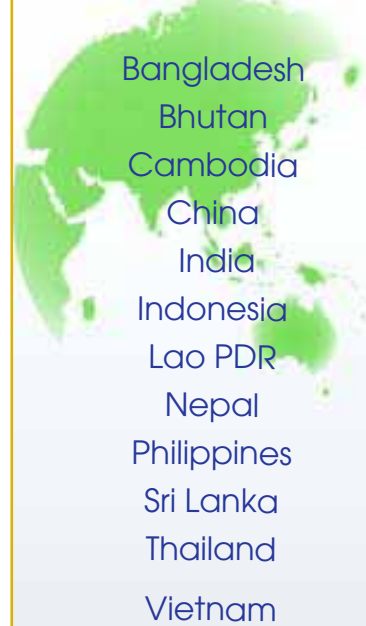 Bangladesh
Bhutan
Cambodia
China
India
Indonesia
Lao PDR
Nepal
Philippines
Sri Lanka
Thailand
Vietnam